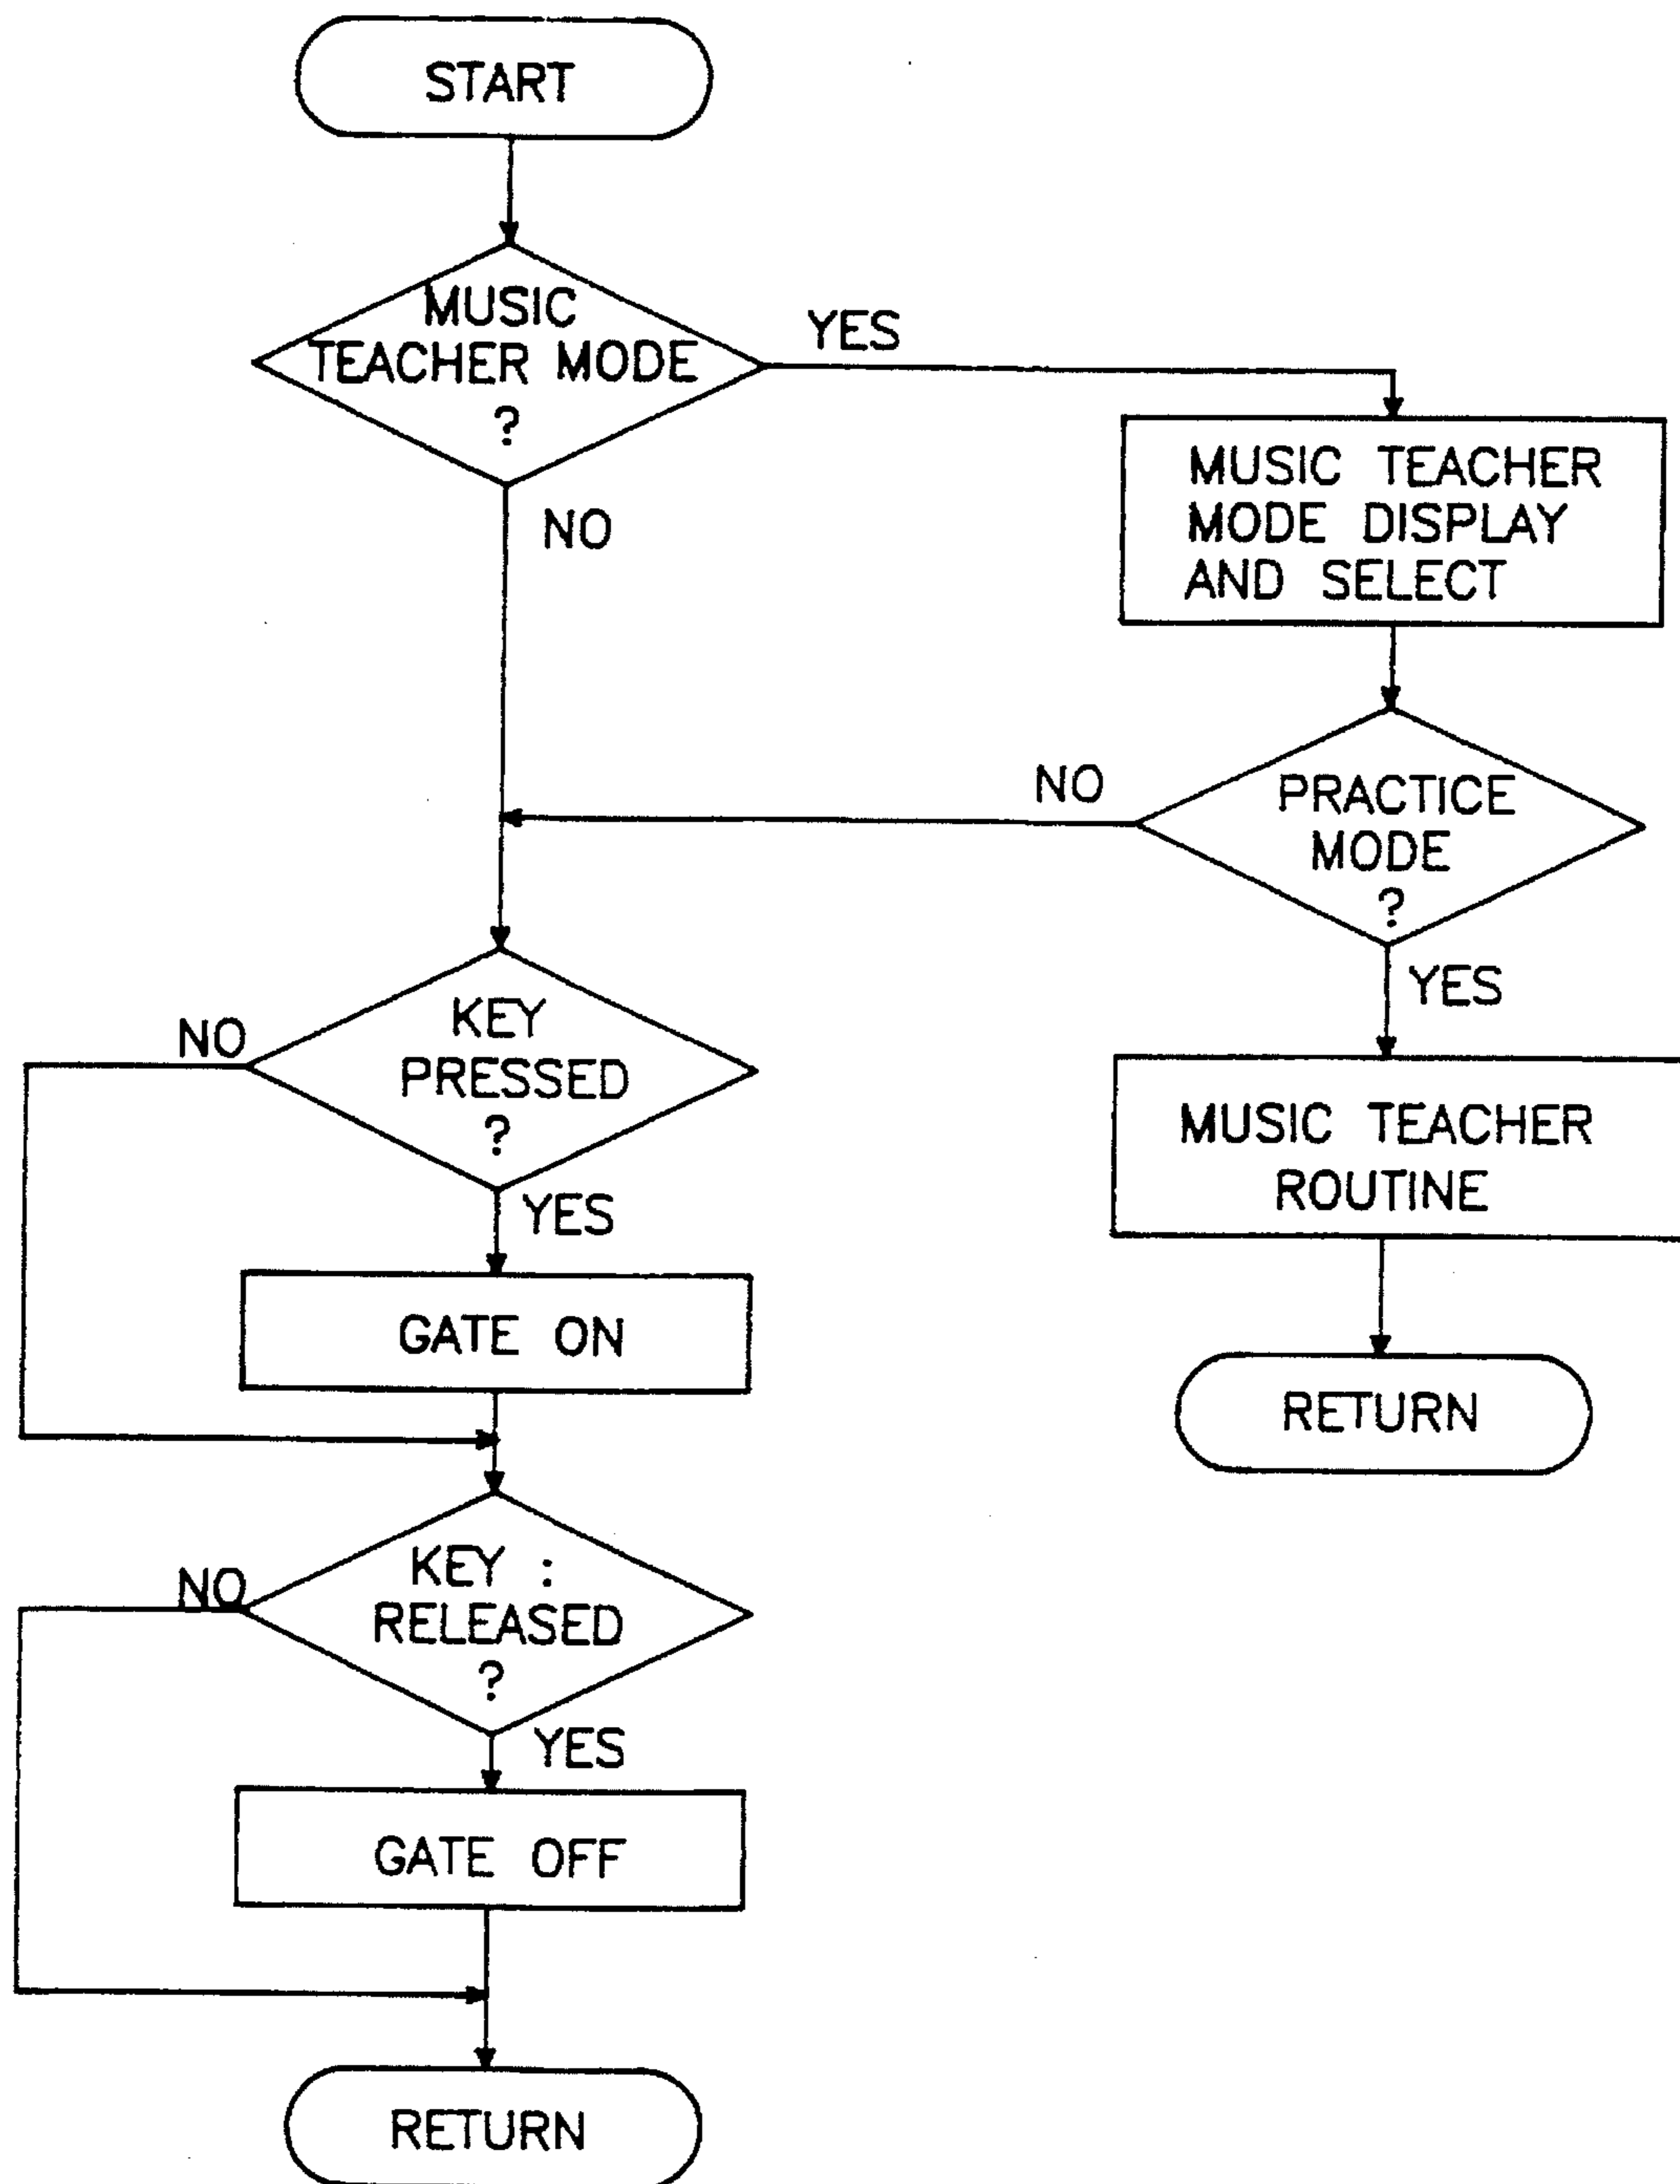 START
MUSIC
TEACHER MODE
?
YES
NO
MUSIC TEACHER
MODE DISPLAY
AND SELECT
PRACTICE
MODE
?
NO
YES
MUSIC TEACHER
ROUTINE
RETURN
KEY
PRESSED
?
NO
YES
GATE ON
KEY :
RELEASED
?
NO
YES
GATE OFF
RETURN